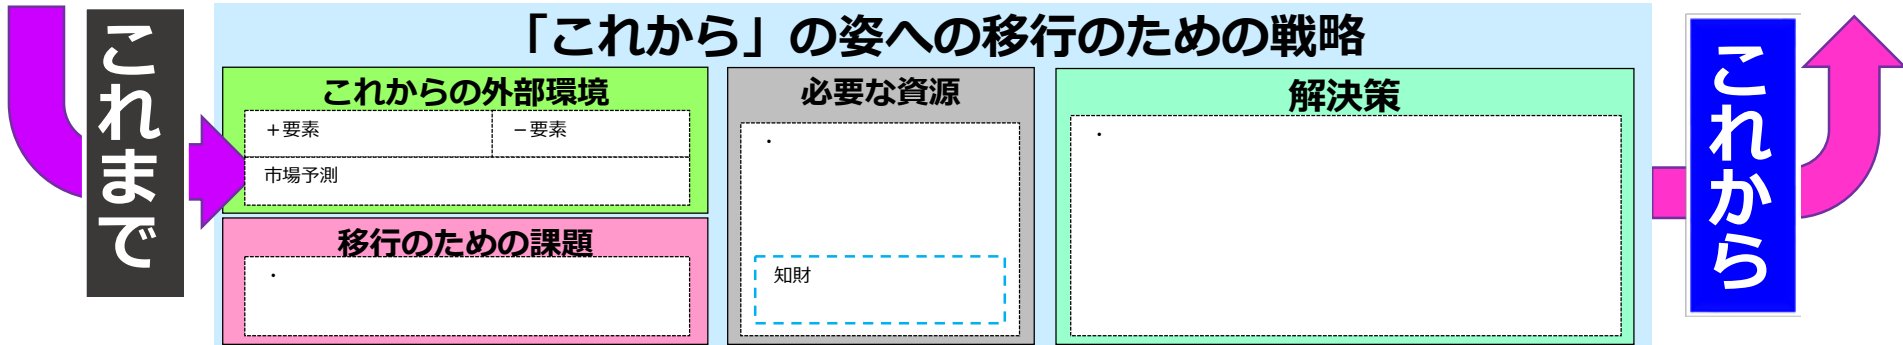 これまで
「これから」の姿への移行のための戦略
これからの外部環境
+要素
−要素
市場予測
移行のための課題
・
必要な資源
・
知財
解決策
・
これから